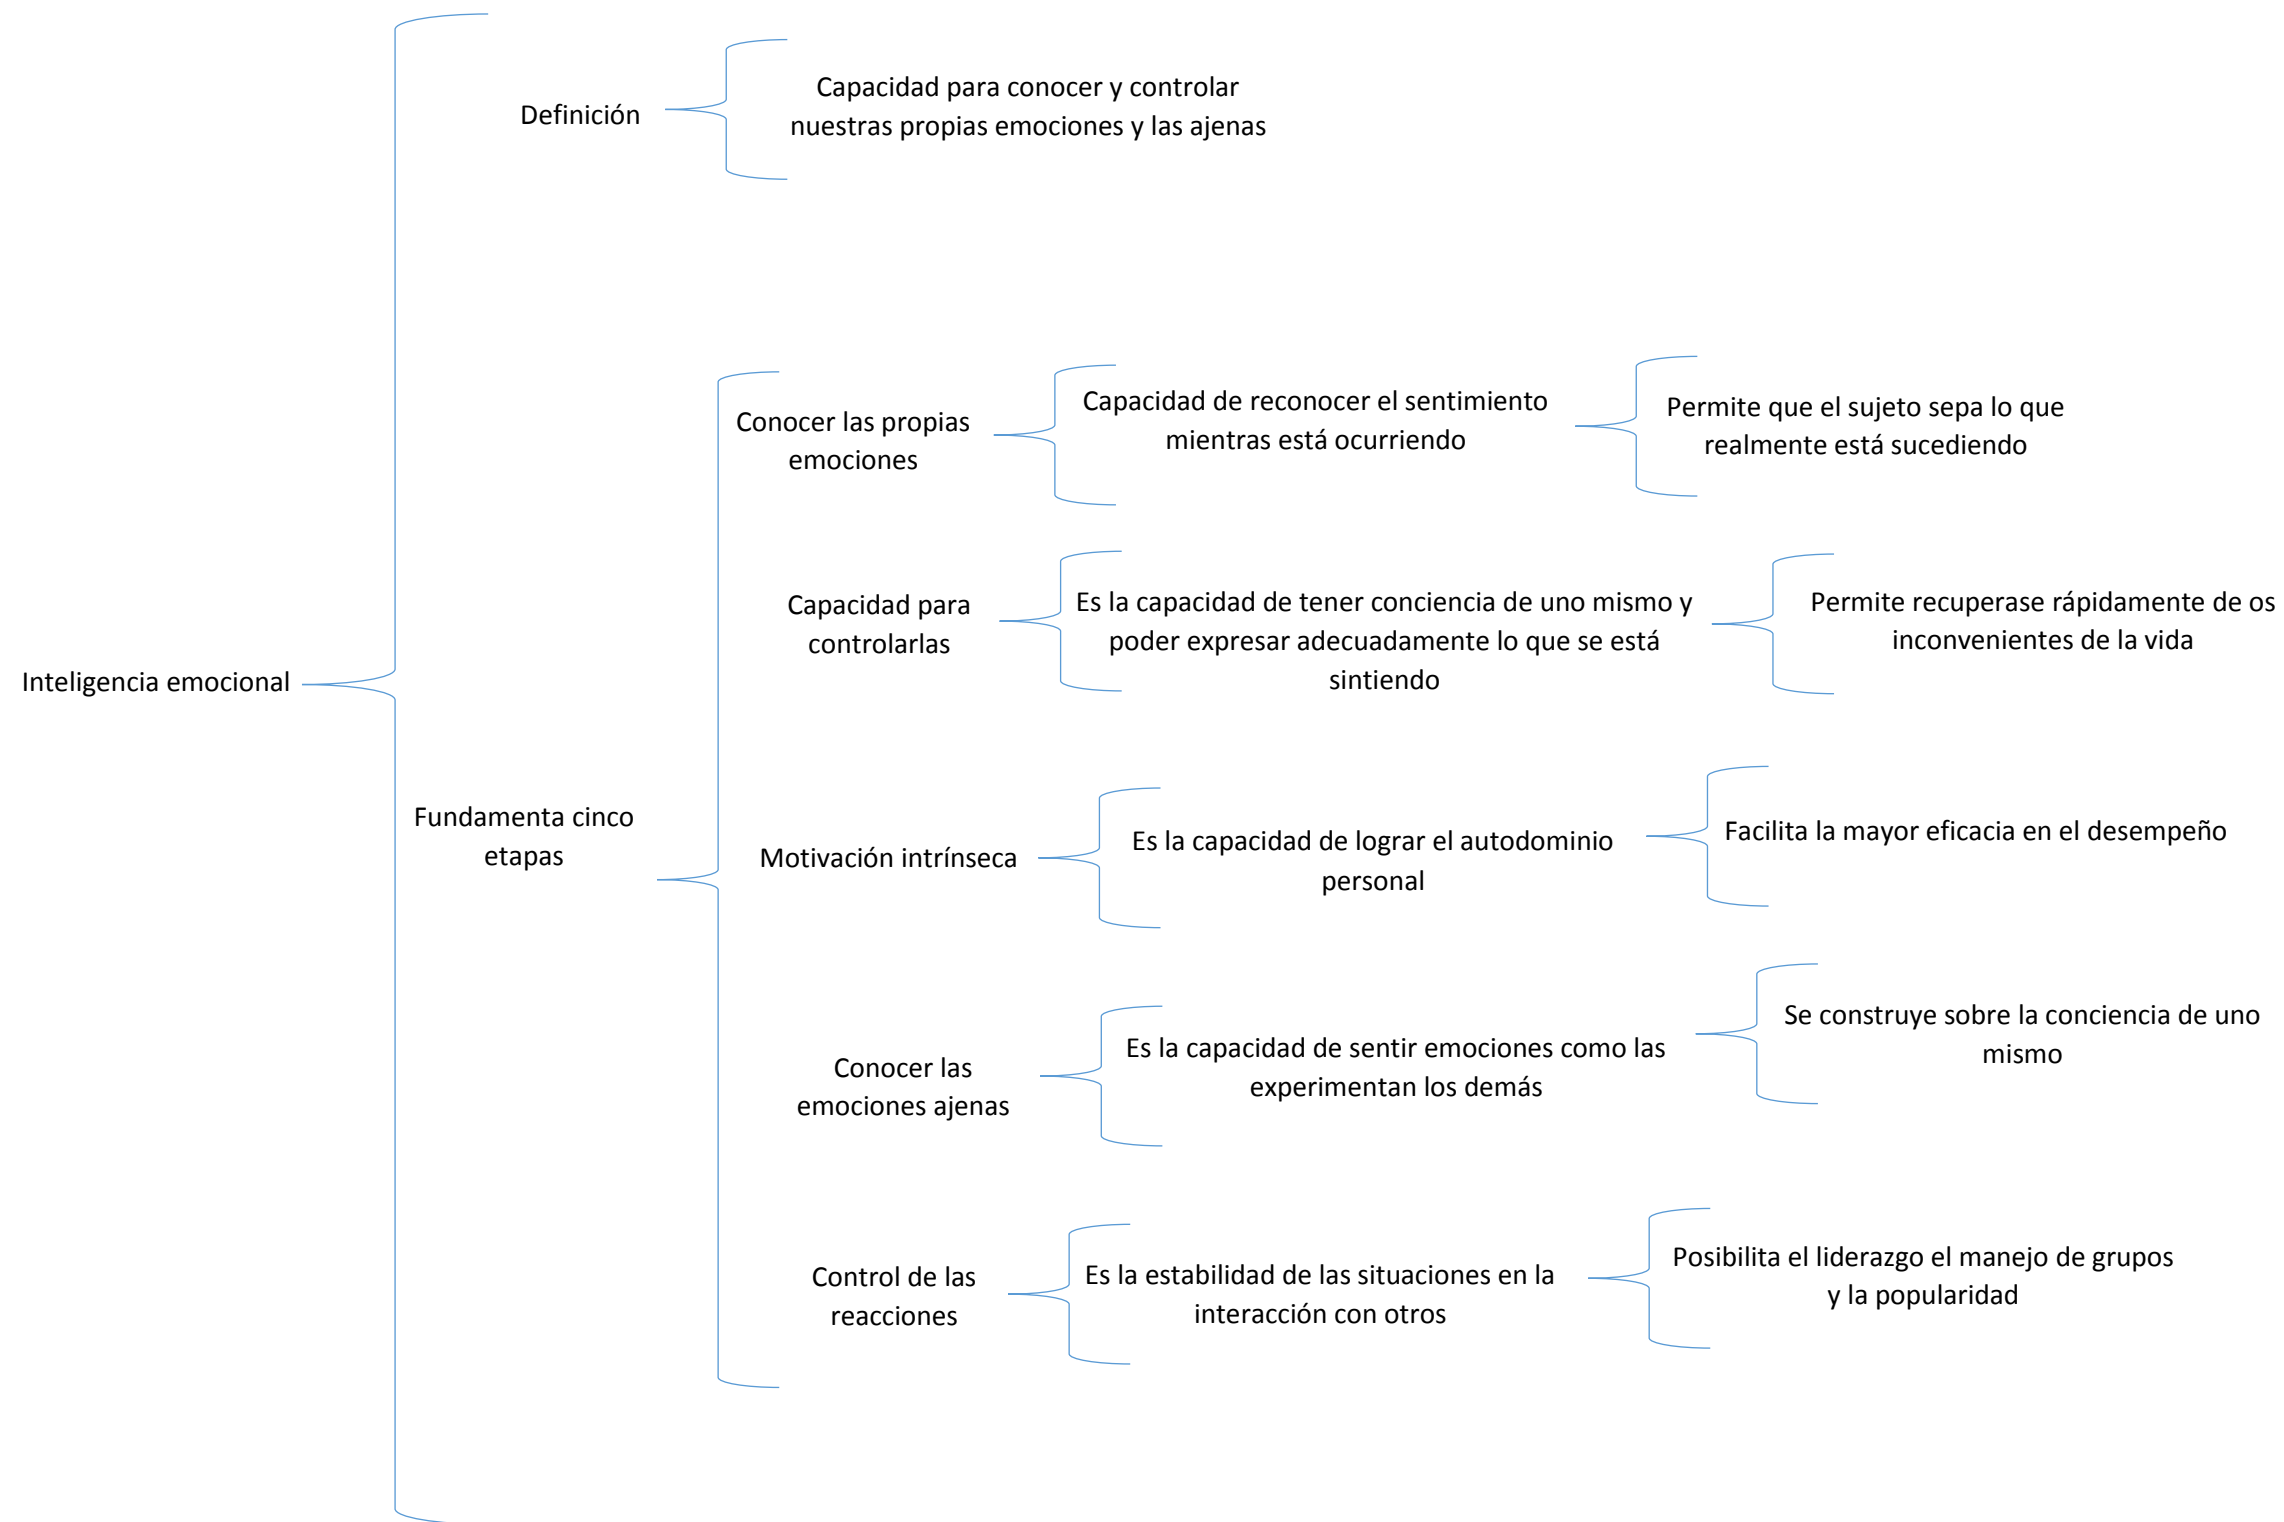 Inteligencia emocional
Definición
Capacidad para conocer y controlar
nuestras propias emociones y las ajenas
Fundamenta cinco
etapas
Conocer las propias
emociones
Capacidad de reconocer el sentimiento
mientras está ocurriendo
Permite que el sujeto sepa lo que
realmente está sucediendo
Capacidad para
controlarlas
Es la capacidad de tener conciencia de uno mismo y
poder expresar adecuadamente lo que se está
sintiendo
Permite recuperase rápidamente de os
inconvenientes de la vida
Motivación intrínseca
Es la capacidad de lograr el autodominio
personal
Facilita la mayor eficacia en el desempeño
Conocer las
emociones ajenas
Es la capacidad de sentir emociones como las
experimentan los demás
Se construye sobre la conciencia de uno
mismo
Control de las
reacciones
Es la estabilidad de las situaciones en la
interacción con otros
Posibilita el liderazgo el manejo de grupos
y la popularidad